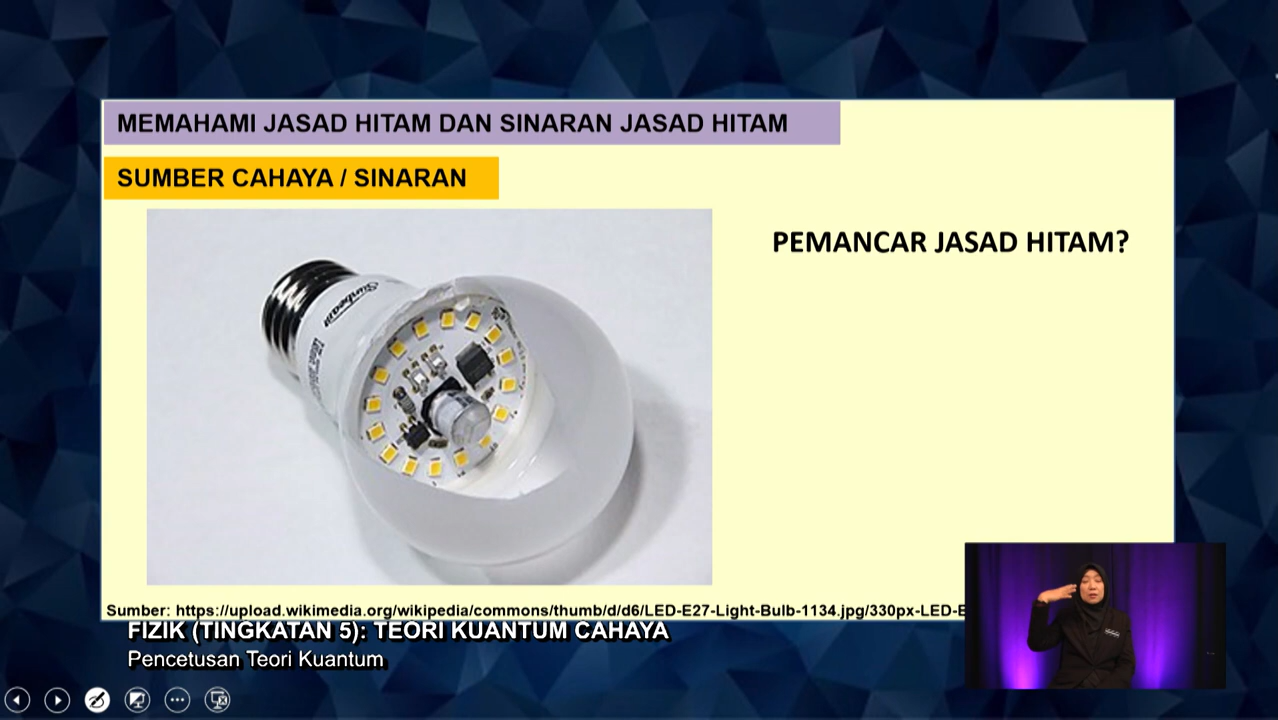 MEMAHAMI JASAD HITAM DAN SINARAN JASAD HITAM
SUMBER CAHAYA / SINARAN
PEMANCAR JASAD HITAM?
Sunbeam
Sumber: https://upload.wikimedia.org/wikipedia/commons/thumb/d/d6/LED-E27-Light-Bulb-1134.jpg/330px-LED-E
FIZIK (TINGKATAN 5): TEORI KUANTUM CAHAYA
Pencetusan Teori Kuantum